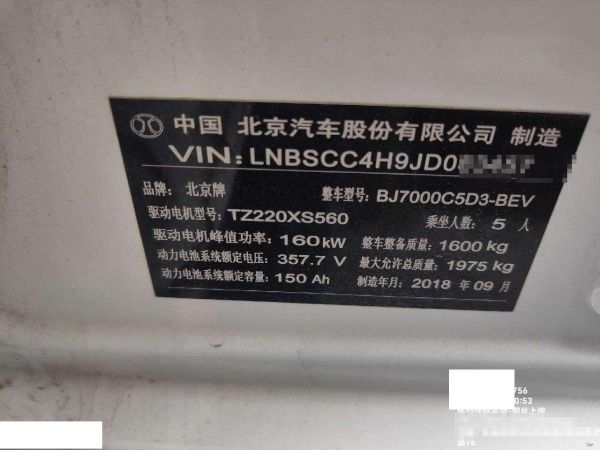 中国 北京汽车股份有限公司 制造
VIN: LNBSCC4H9JD0
品牌: 北京牌 整车型号: BJ7000C5D3-BEV
驱动电机型号: TZ220XS560 乘坐人数: 5 人
驱动电机峰值功率: 160kW 整车整备质量: 1600kg
动力电池系统额定电压: 357.7 V 最大允许总质量: 1975 kg
动力电池系统额定容量: 150 Ah 制造年月: 2018 年 09 月
756
0:53